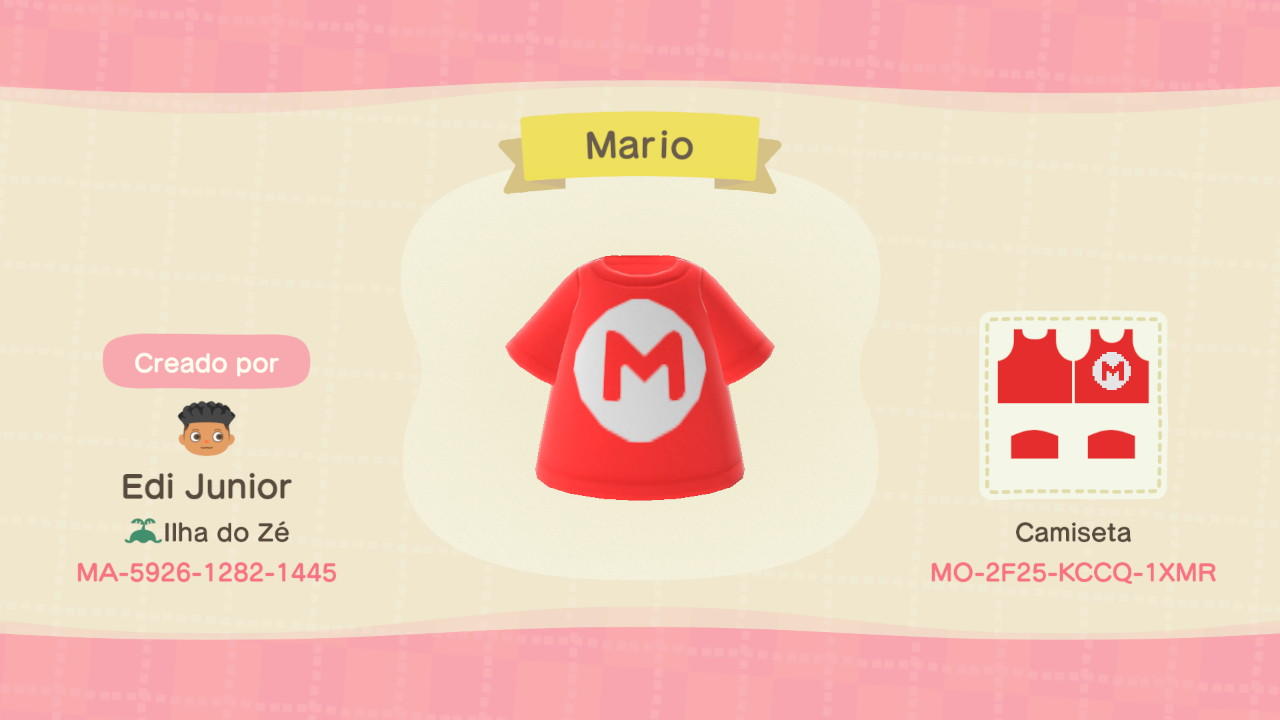 Mario
M
Creado por
Edi Junior
Ilha do Zé
MA-5926-1282-1445
M
Camiseta
MO-2F25-KCCQ-1XMR